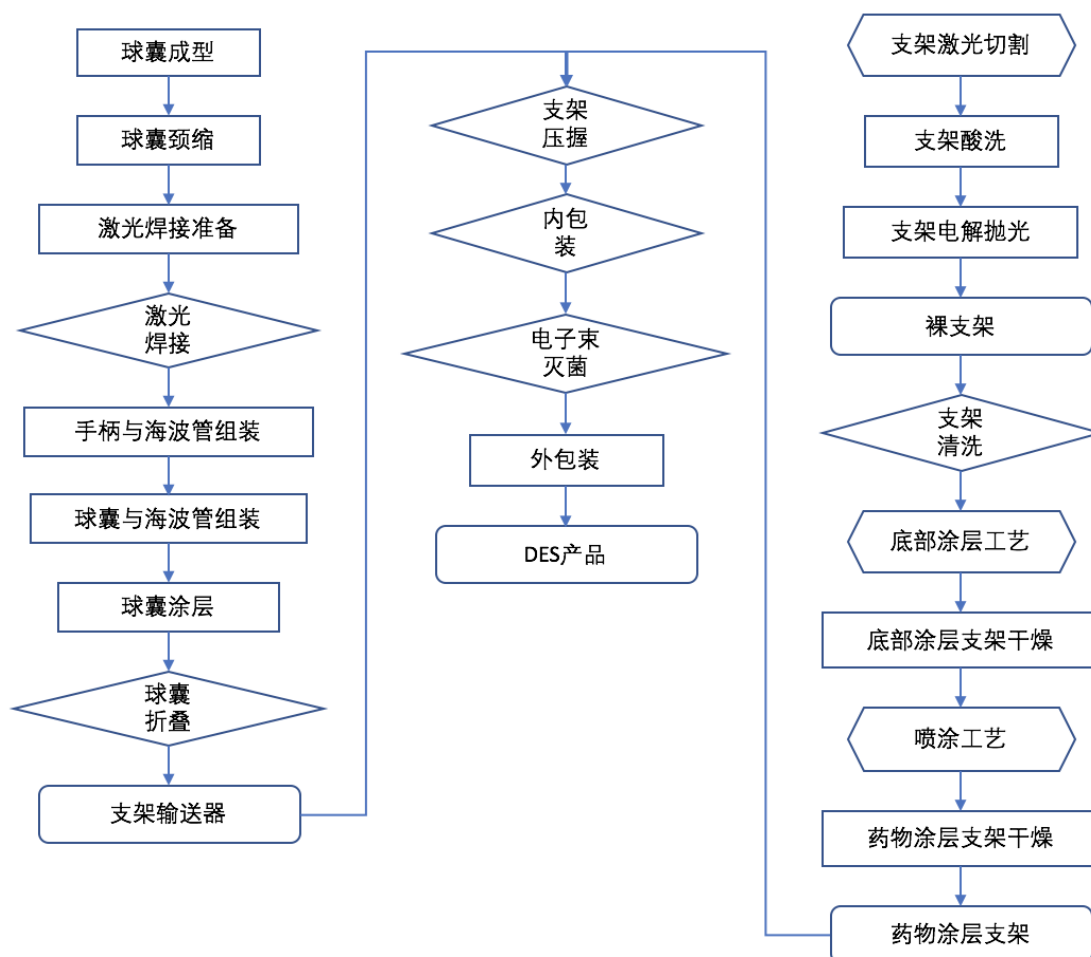 球囊成型
球囊颈缩
激光焊接准备
激光
焊接
手柄与海波管组装
球囊与海波管组装
球囊涂层
球囊
折叠
支架输送器
支架
压握
内包
装
电子束
灭菌
外包装
DES产品
支架激光切割
支架酸洗
支架电解抛光
裸支架
支架
清洗
底部涂层工艺
底部涂层支架干燥
喷涂工艺
药物涂层支架干燥
药物涂层支架